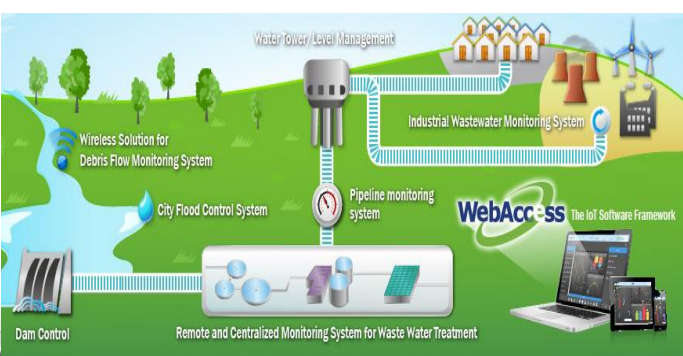 Water Tower/Level Management
Industrial Wastewater Monitoring System
Wireless Solution for
Debris Flow Monitoring System
City Flood Control System
Pipeline monitoring
system
WebAccess The IoT Software Framework
Dam Control
Remote and Centralized Monitoring System for Waste Water Treatment